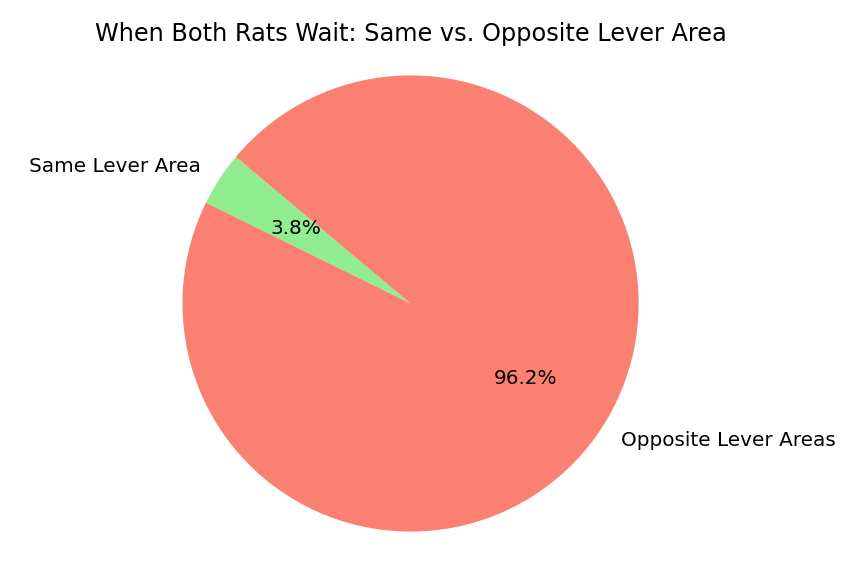 When Both Rats Wait: Same vs. Opposite Lever Area
Same Lever Area
3.8%
96.2%
Opposite Lever Areas